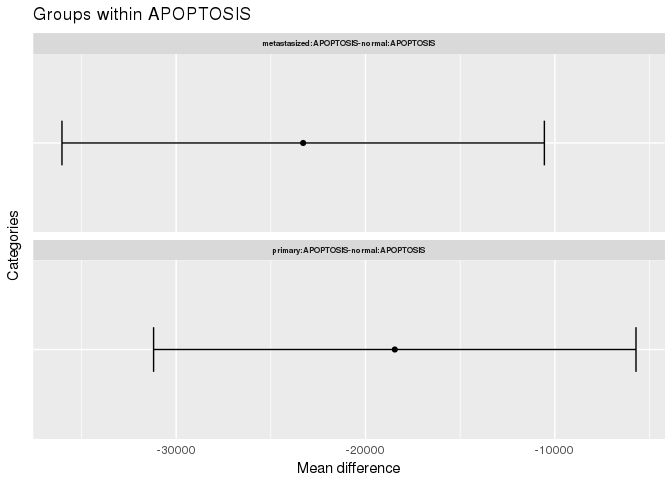 Groups within APOPTOSIS
metastasized:APOPTOSIS-normal:APOPTOSIS
Categories
primary:APOPTOSIS-normal:APOPTOSIS
-30000 -20000 -10000
Mean difference